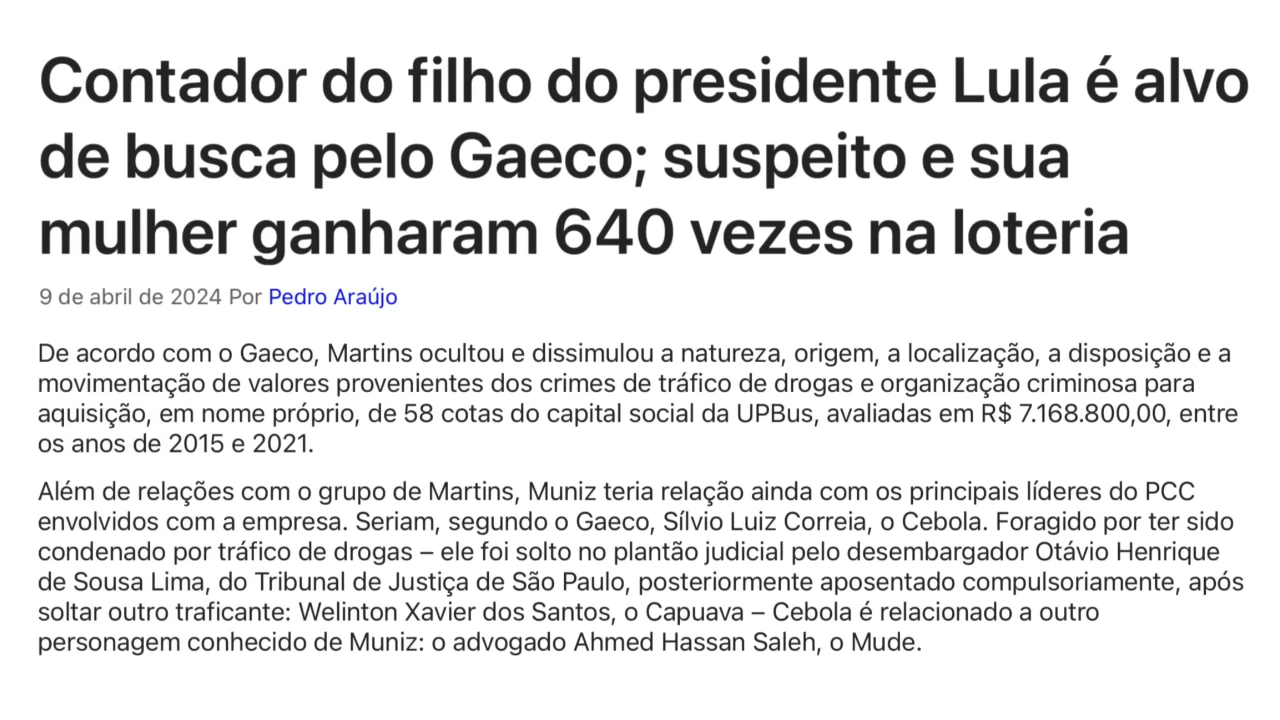 Contador do filho do presidente Lula é alvo
de busca pelo Gaeco; suspeito e sua
mulher ganharam 640 vezes na loteria
9 de abril de 2024 Por Pedro Araújo
De acordo com o Gaeco, Martins ocultou e dissimulou a natureza, origem, a localização, a disposição e a
movimentação de valores provenientes dos crimes de tráfico de drogas e organização criminosa para
aquisição, em nome próprio, de 58 cotas do capital social da UPBus, avaliadas em R$ 7.168.800,00, entre
os anos de 2015 e 2021.
Além de relações com o grupo de Martins, Muniz teria relação ainda com os principais líderes do PCC
envolvidos com a empresa. Seriam, segundo o Gaeco, Sílvio Luiz Correia, o Cebola. Foragido por ter sido
condenado por tráfico de drogas – ele foi solto no plantão judicial pelo desembargador Otávio Henrique
de Sousa Lima, do Tribunal de Justiça de São Paulo, posteriormente aposentado compulsoriamente, após
soltar outro traficante: Welinton Xavier dos Santos, o Capuava – Cebola é relacionado a outro
personagem conhecido de Muniz: o advogado Ahmed Hassan Saleh, o Mude.